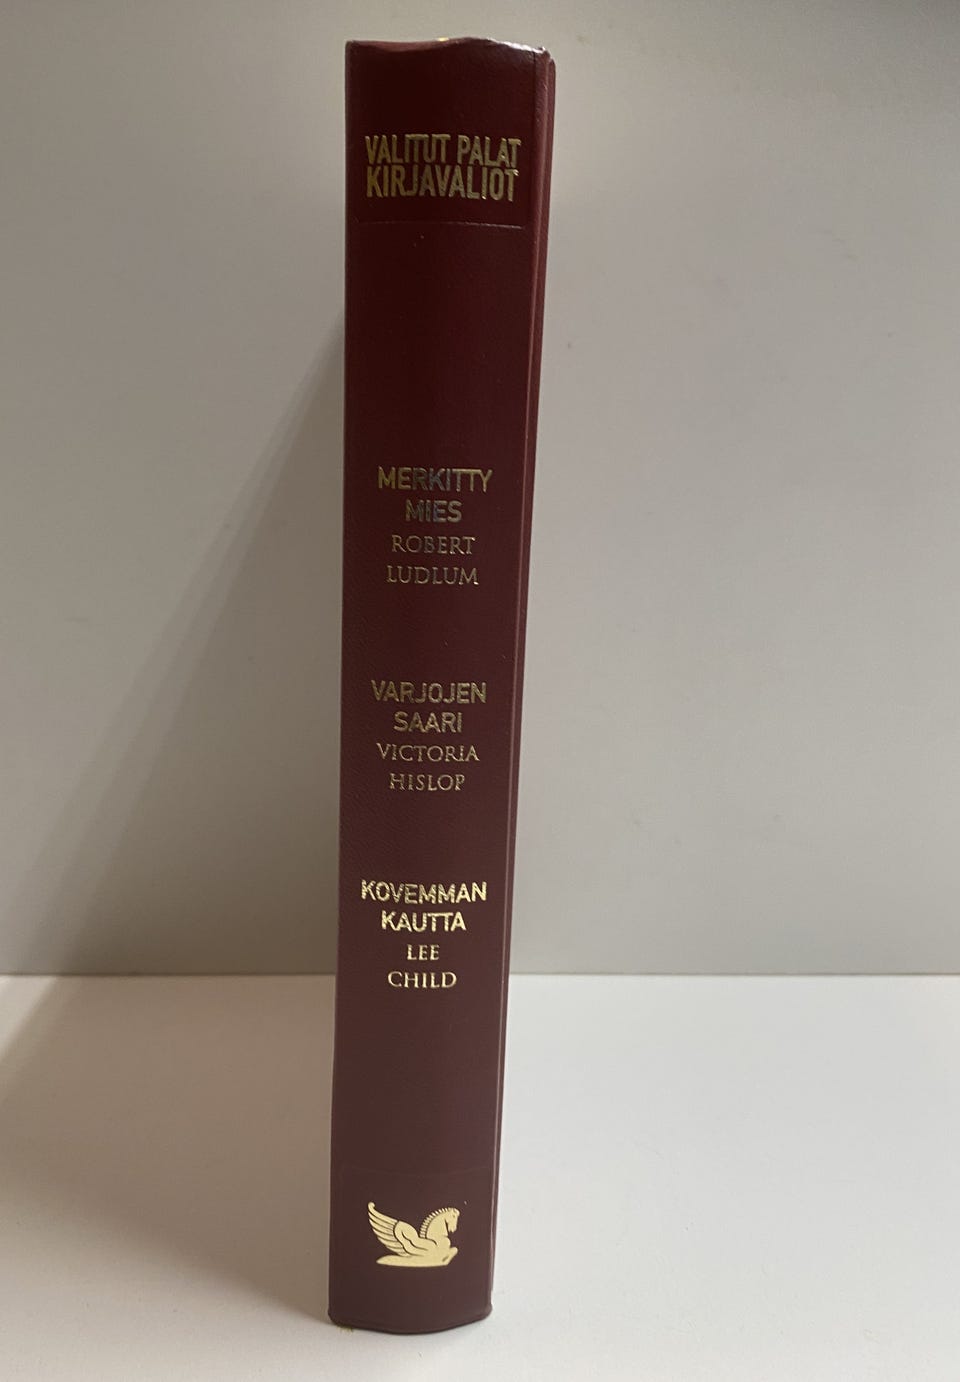 VALITUT PALAT
KIRJAVALIOT
MERKITTY
MIES
ROBERT
LUDLUM
VARJOJEN
SAARI
VICTORIA
HISLOP
KOVEMMAN
KAUTTA
LEE
CHILD